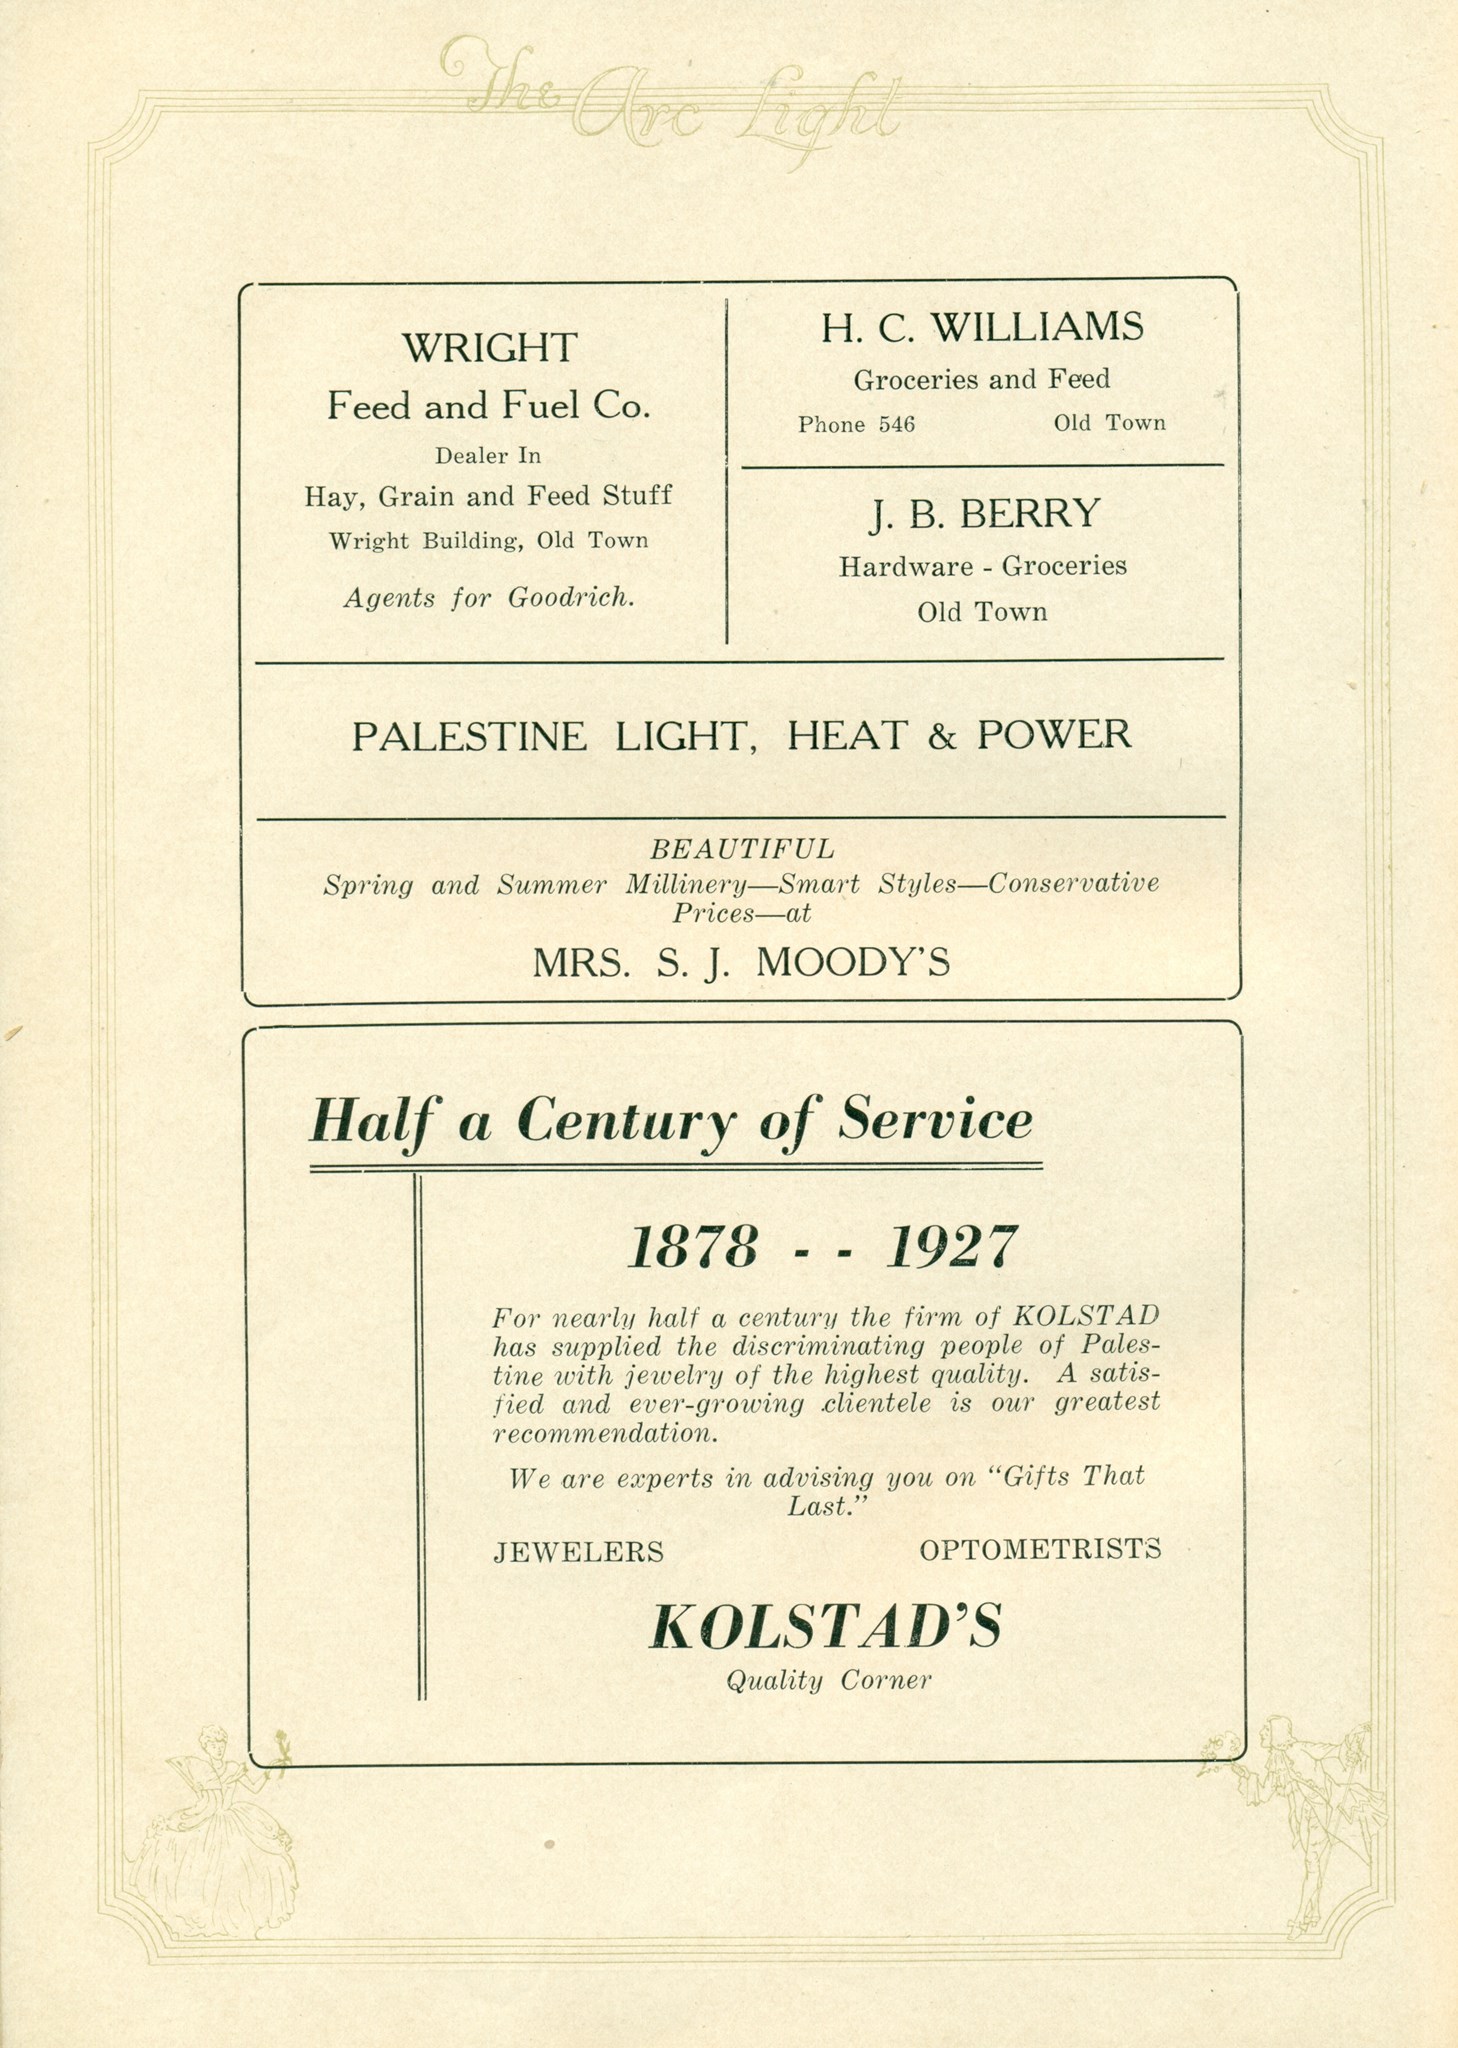 The Arc Light
WRIGHT
Feed and Fuel Co.
Dealer In
Hay, Grain and Feed Stuff
Wright Building, Old Town
Agents for Goodrich.
H. C. WILLIAMS
Groceries and Feed
Phone 546 Old Town
J. B. BERRY
Hardware - Groceries
Old Town
PALESTINE LIGHT, HEAT & POWER
BEAUTIFUL
Spring and Summer Millinery—Smart Styles—Conservative
Prices—at
MRS. S. J. MOODY'S
Half a Century of Service
1878 - - 1927
For nearly half a century the firm of KOLSTAD
has supplied the discriminating people of Pales-
tine with jewelry of the highest quality. A satis-
fied and ever-growing clientele is our greatest
recommendation.
We are experts in advising you on "Gifts That
Last."
JEWELERS OPTOMETRISTS
KOLSTAD'S
Quality Corner